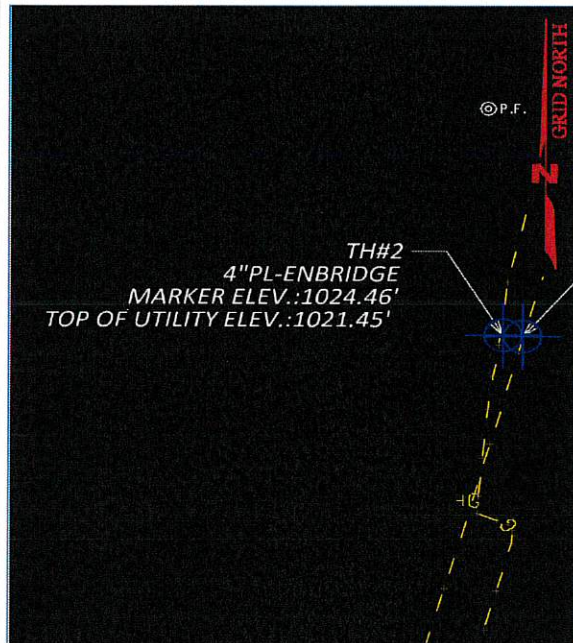 P.F.
GRID NORTH
N
TH#2
4"PL-ENBRIDGE
MARKER ELEV.:1024.46'
TOP OF UTILITY ELEV.:1021.45'
G
G